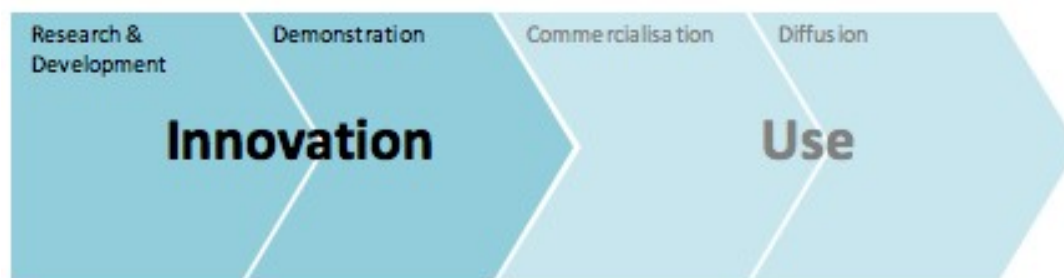 Research &
Development
Demonstration
Commercialisation
Diffusion
Innovation
Use